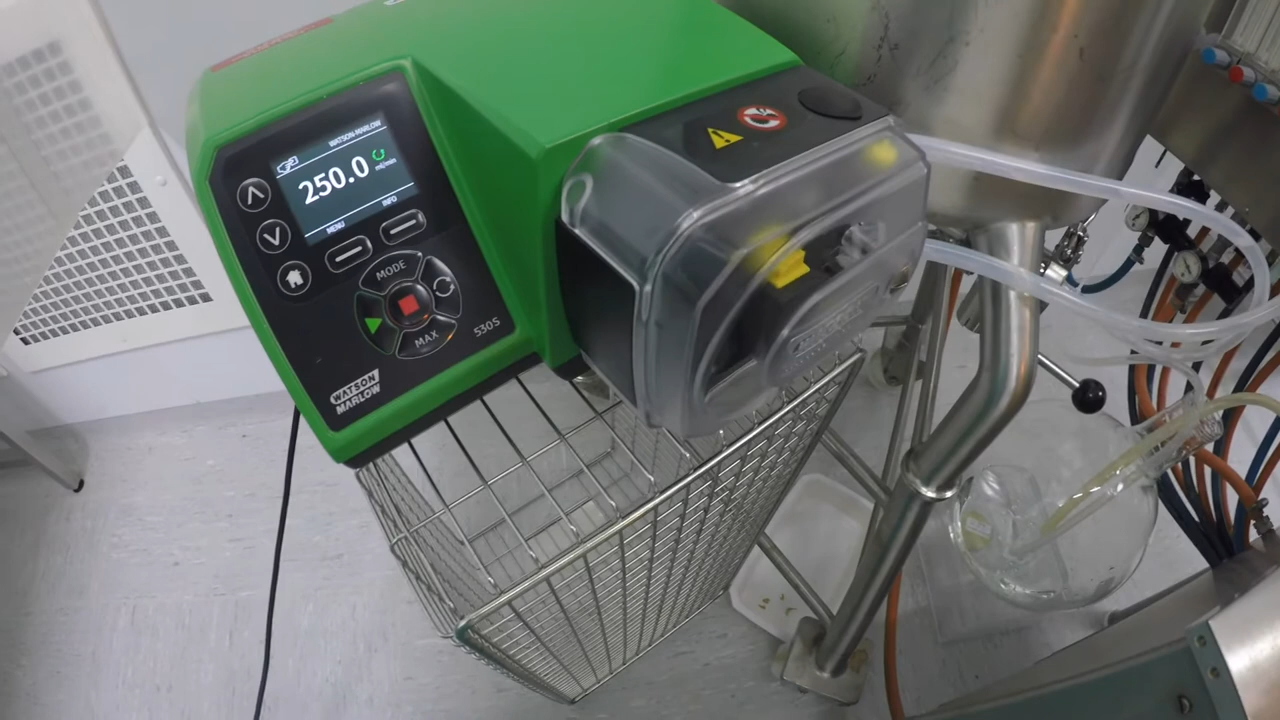 WATSON-MARLOW
250.0
ml/min
MENU
INFO
MODE
MAX
530S
WATSON
MARLOW